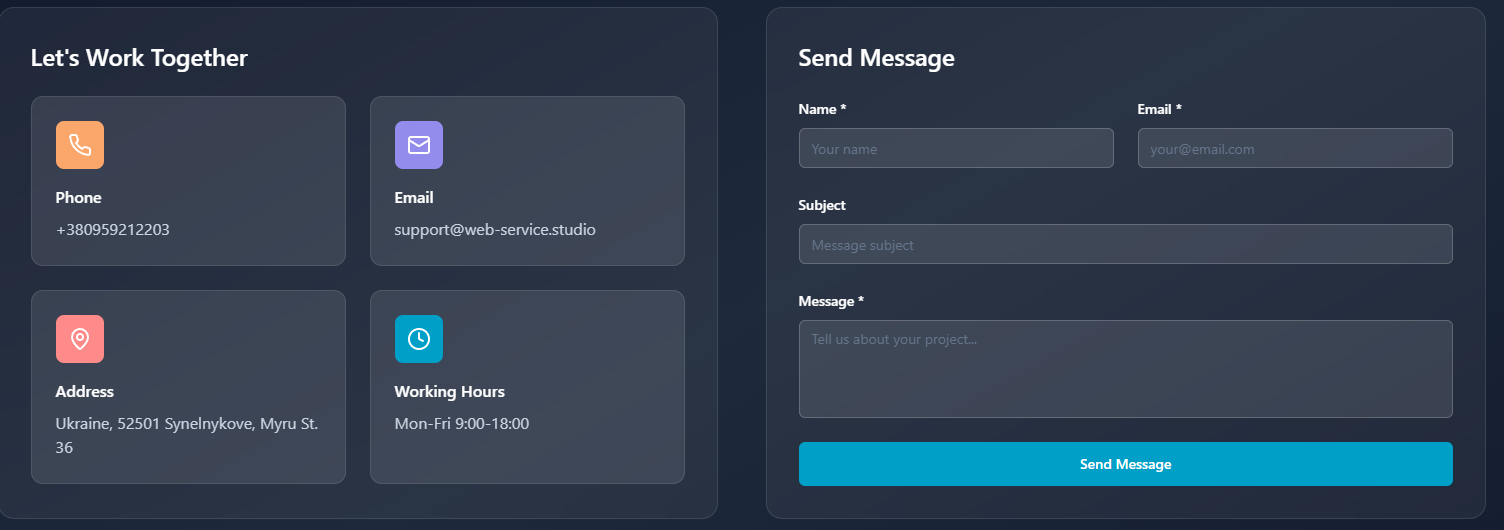 Let's Work Together
Phone
+380959212203
Email
support@web-service.studio
Address
Ukraine, 52501 Synelnykove, Myru St.
36
Working Hours
Mon-Fri 9:00-18:00
Send Message
Name *
Your name
Email *
your@email.com
Subject
Message subject
Message *
Tell us about your project...
Send Message